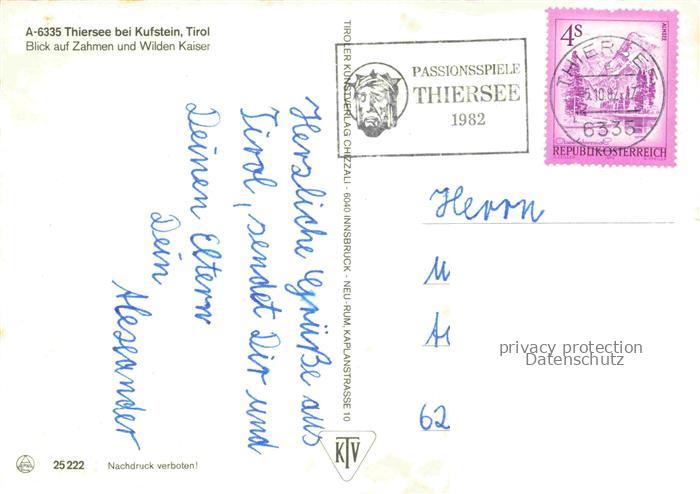 A-6335 Thiersee bei Kufstein, Tirol
Blick auf Zahmen und Wilden Kaiser
Herzliche Grüße aus
Tirol, sendet Dir und
Deinen Eltern
Dein
Alexander
25 222 Nachdruck verboten!
TIROLER KUNSTVERLAG CHIZZALI - 6040 INNSBRUCK - NEU-RUM, KAPLANSTRASSE 10
KTV
PASSIONSSPIELE
THIERSEE
1982
4S
ALMSEE
REPUBLIK ÖSTERREICH
THIERSEE
6335
Herrn
62
privacy protection
Datenschutz